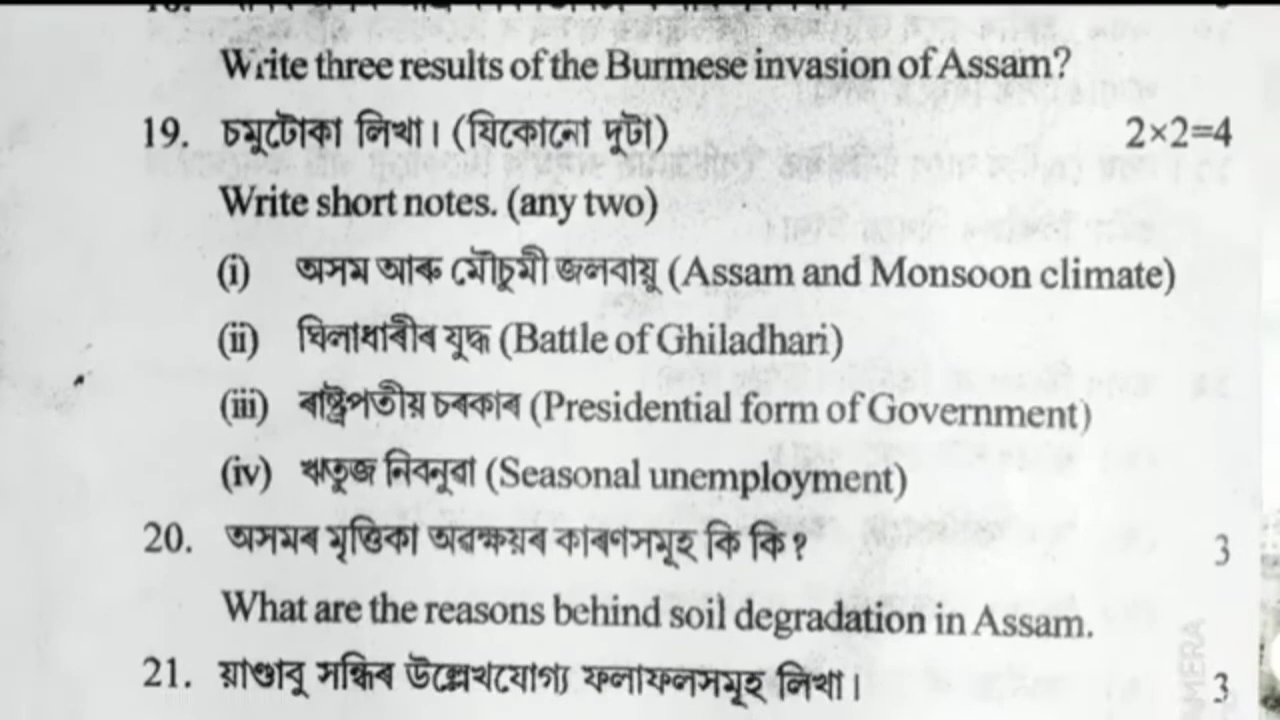 18.
Write three results of the Burmese invasion of Assam?
19. চমুটোকা লিখা। (যিকোনো দুটা) 2×2=4
Write short notes. (any two)
(i) অসম আৰু মৌচুমী জলবায়ু (Assam and Monsoon climate)
(ii) ঘিলাধাৰীৰ যুদ্ধ (Battle of Ghiladhari)
(iii) ৰাষ্ট্ৰপতীয় চৰকাৰ (Presidential form of Government)
(iv) ঋতুজ নিবনুৱা (Seasonal unemployment)
20. অসমৰ মৃত্তিকা অৱক্ষয়ৰ কাৰণসমূহ কি কি? 3
What are the reasons behind soil degradation in Assam.
21. য়াণ্ডাবু সন্ধিৰ উল্লেখযোগ্য ফলাফলসমূহ লিখা। 3